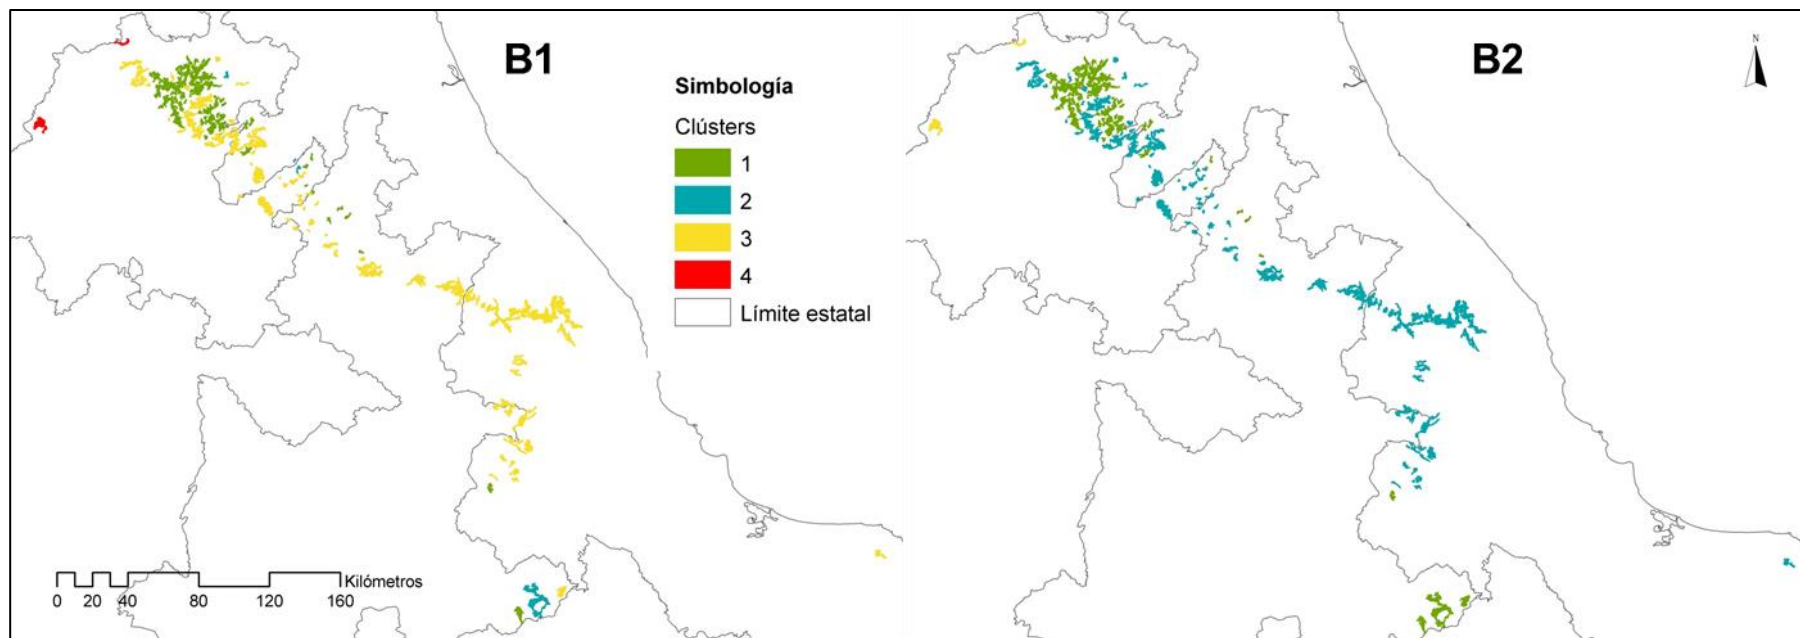 B1
B2
N
Simbología
Clústers
1
2
3
4
Límite estatal
Kilómetros
0 20 40 80 120 160